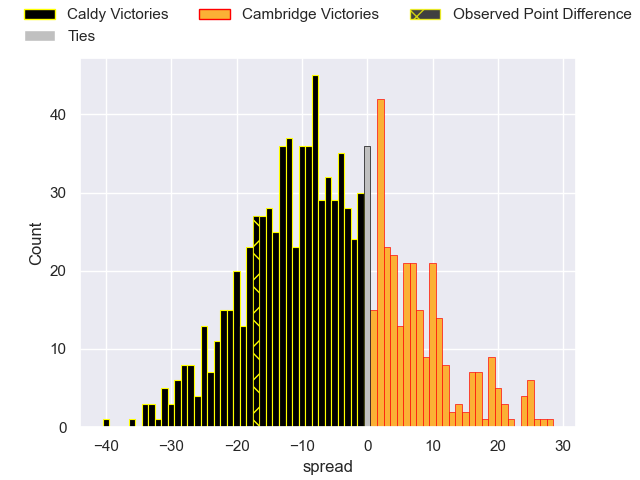 Caldy Victories Cambridge Victories Observed Point Difference
Ties
40
30
20
10
0
Count
−40 −30 −20 −10 0 10 20 30
spread